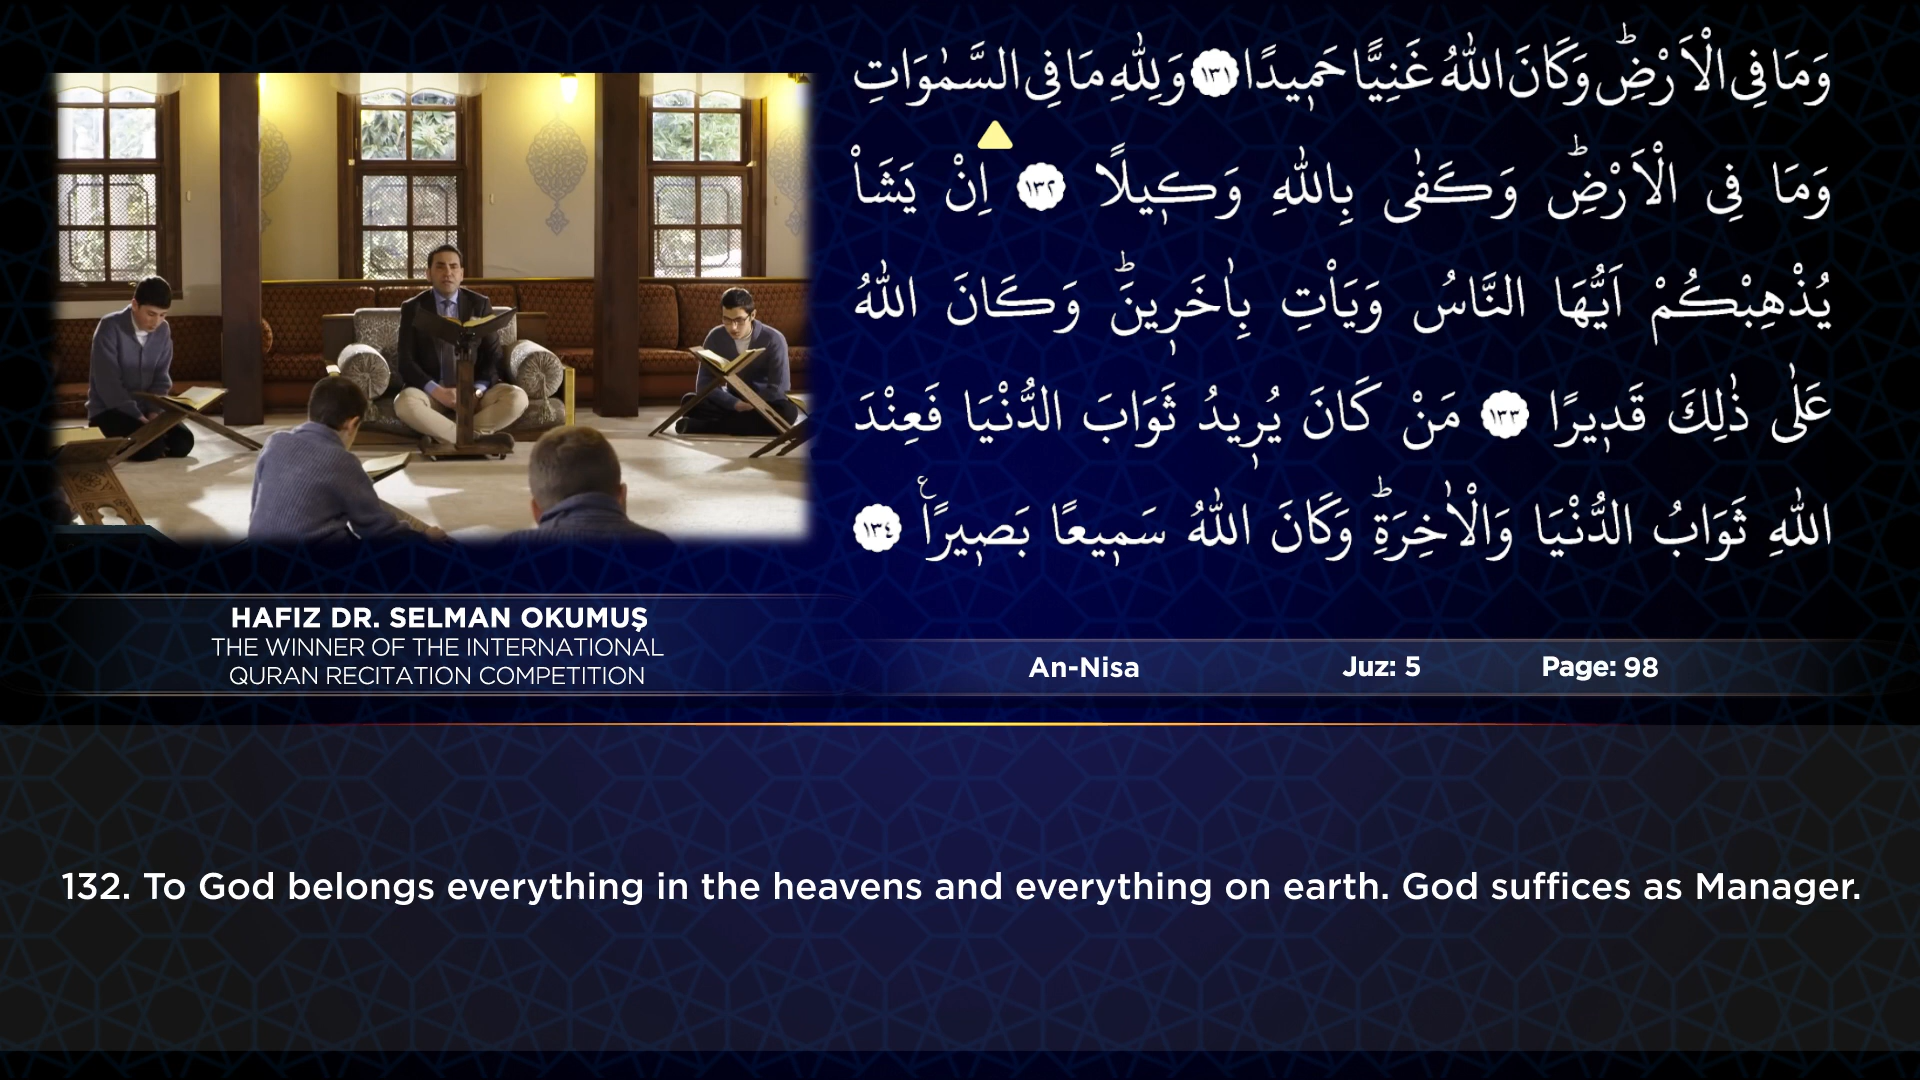 وَمَا فِى الْاَرْضِۜ وَكَانَ اللّٰهُ غَنِيًّا حَم۪يدًا ﴿١٣١﴾ وَلِلّٰهِ مَا فِى السَّمٰوَاتِ
وَمَا فِى الْاَرْضِۜ وَكَفٰى بِاللّٰهِ وَك۪يلًا ﴿١٣٢﴾ اِنْ يَشَأْ
يُذْهِبْكُمْ اَيُّهَا النَّاسُ وَيَأْتِ بِاٰخَر۪ينَۜ وَكَانَ اللّٰهُ
عَلٰى ذٰلِكَ قَد۪يرًا ﴿١٣٣﴾ مَنْ كَانَ يُر۪يدُ ثَوَابَ الدُّنْيَا فَعِنْدَ
اللّٰهِ ثَوَابُ الدُّنْيَا وَالْاٰخِرَةِۜ وَكَانَ اللّٰهُ سَم۪يعًا بَص۪يرًا۟ ﴿١٣٤﴾
HAFIZ DR. SELMAN OKUMUŞ
THE WINNER OF THE INTERNATIONAL
QURAN RECITATION COMPETITION
An-Nisa Juz: 5 Page: 98
132. To God belongs everything in the heavens and everything on earth. God suffices as Manager.